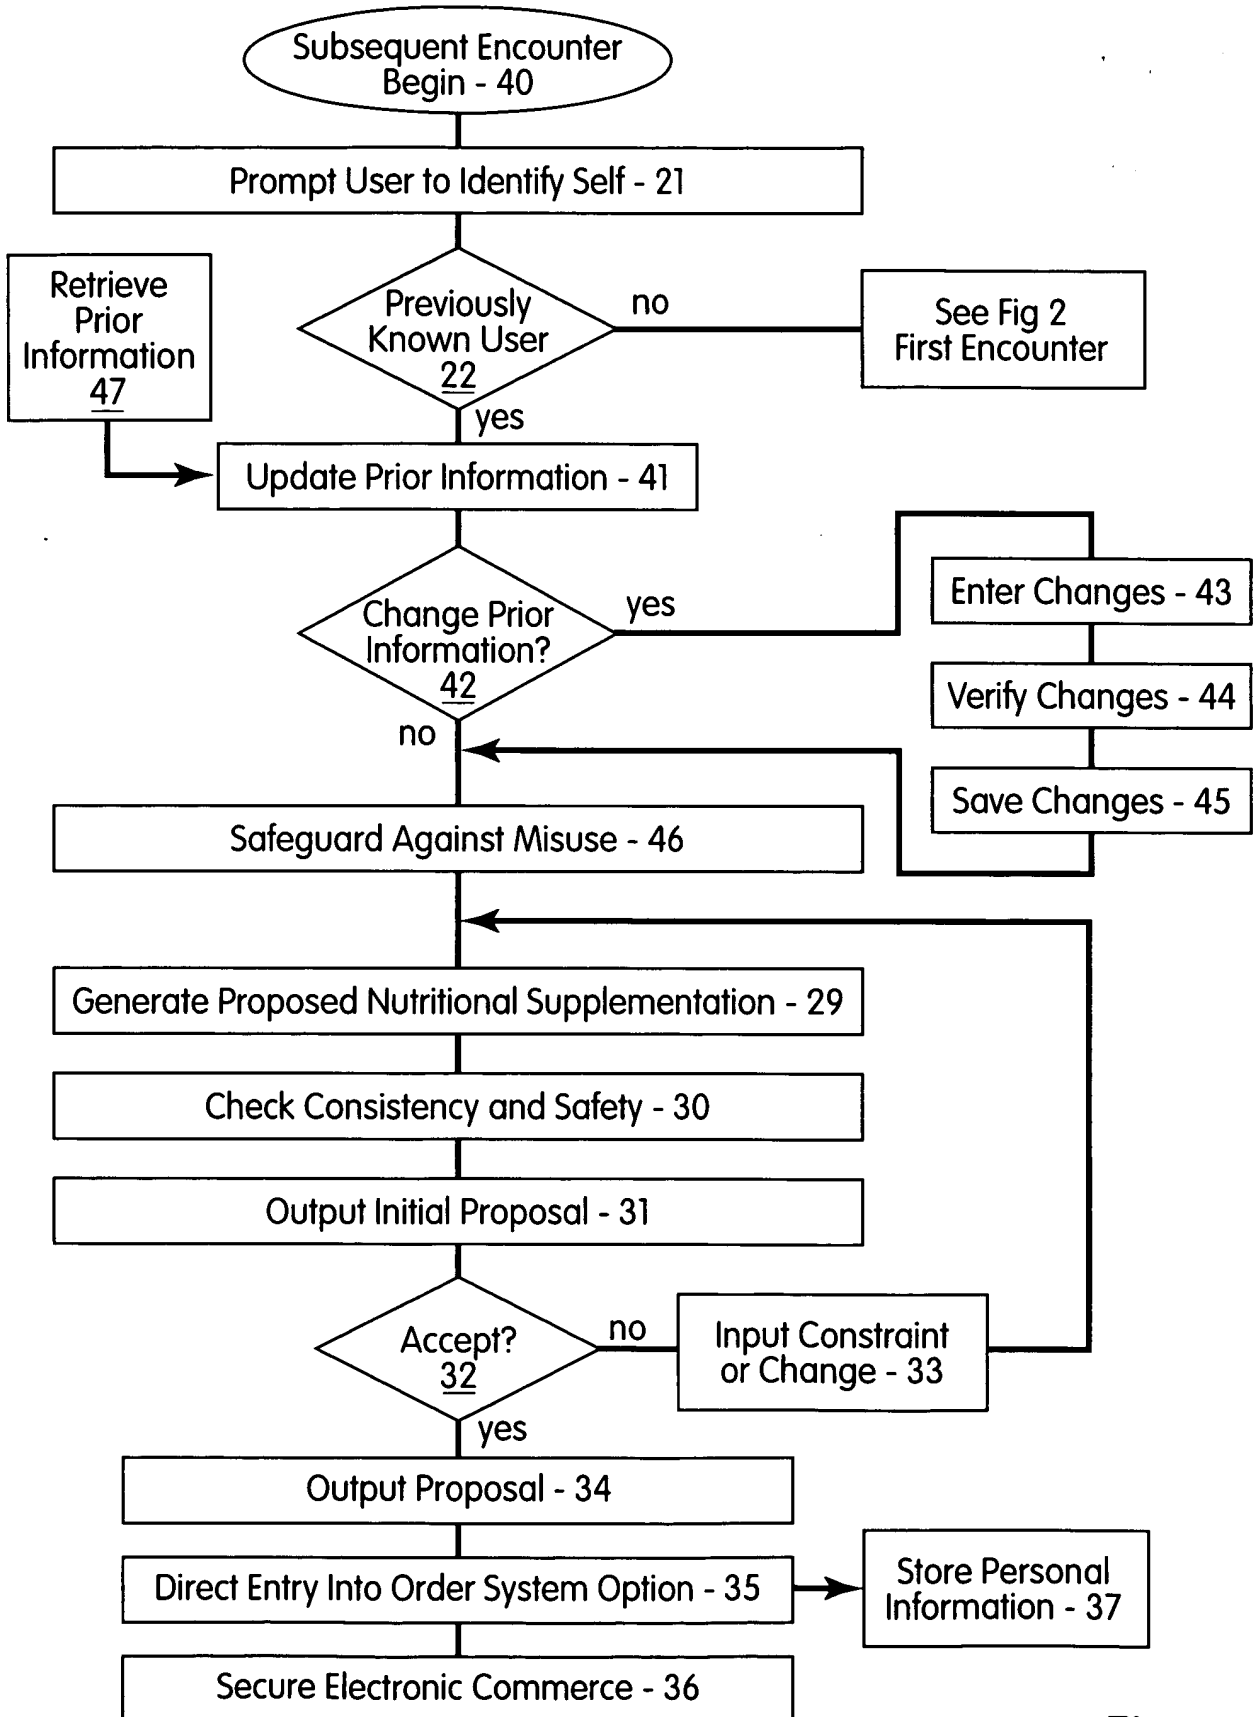 Subsequent Encounter
Begin - 40
Prompt User to Identify Self - 21
Retrieve
Prior
Information
47
Previously
Known User
22
no
See Fig 2
First Encounter
yes
Update Prior Information - 41
Change Prior
Information?
42
yes
Enter Changes - 43
Verify Changes - 44
Save Changes - 45
no
Safeguard Against Misuse - 46
Generate Proposed Nutritional Supplementation - 29
Check Consistency and Safety - 30
Output Initial Proposal - 31
Accept?
32
no
Input Constraint
or Change - 33
yes
Output Proposal - 34
Direct Entry Into Order System Option - 35
Store Personal
Information - 37
Secure Electronic Commerce - 36